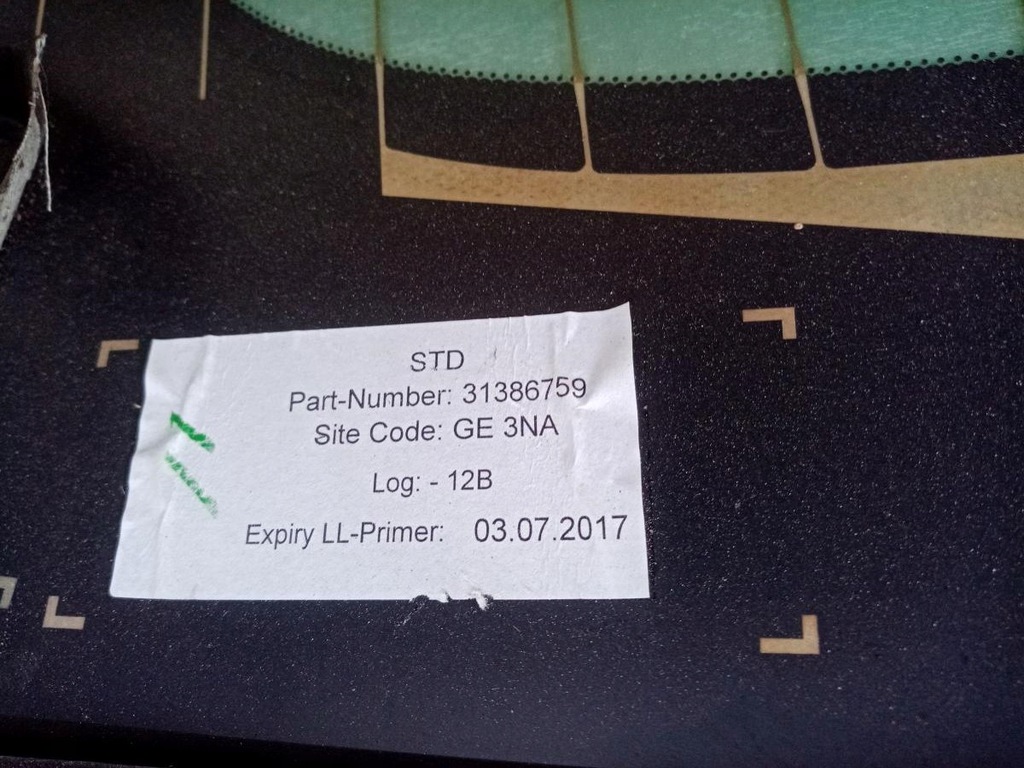 STD
Part-Number: 31386759
Site Code: GE 3NA
Log: - 12B
Expiry LL-Primer: 03.07.2017